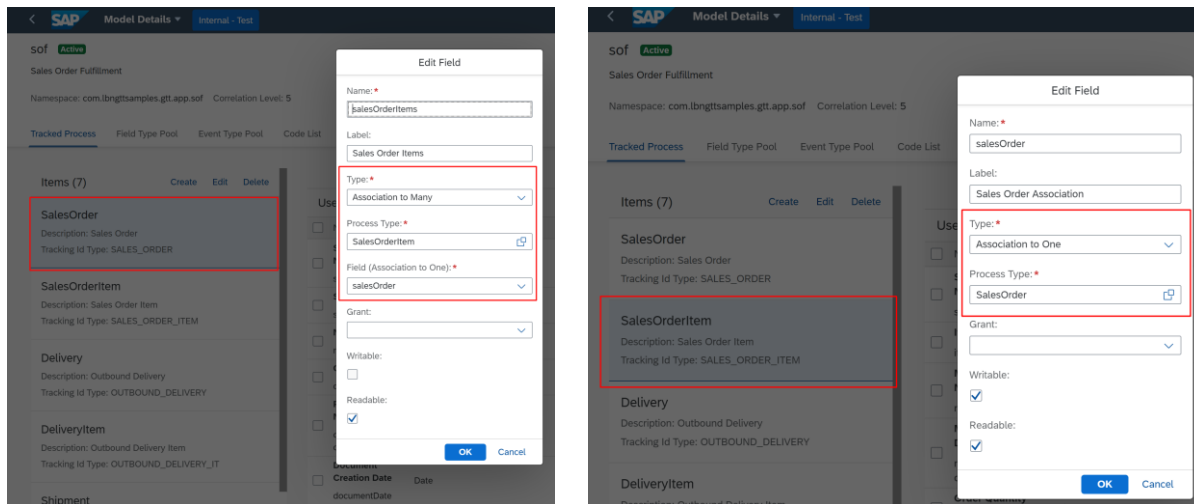 SAP Model Details Internal - Test
sof Active
Sales Order Fulfillment
Namespace: com.lbngttsamples.gtt.app.sof Correlation Level: 5
Tracked Process Field Type Pool Event Type Pool Code List
Items (7) Create Edit Delete
SalesOrder
Description: Sales Order
Tracking Id Type: SALES_ORDER
SalesOrderItem
Description: Sales Order Item
Tracking Id Type: SALES_ORDER_ITEM
Delivery
Description: Outbound Delivery
Tracking Id Type: OUTBOUND_DELIVERY
DeliveryItem
Description: Outbound Delivery Item
Tracking Id Type: OUTBOUND_DELIVERY_IT
Shipment
Use
Document
Creation Date Date
documentDate
Edit Field
Name: *
salesOrderItems
Label:
Sales Order Items
Type: *
Association to Many
Process Type: *
SalesOrderItem
Field (Association to One): *
salesOrder
Grant:
Writable:
Readable:
OK Cancel
SAP Model Details Internal - Test
sof Active
Sales Order Fulfillment
Namespace: com.lbngttsamples.gtt.app.sof Correlation Level: 5
Tracked Process Field Type Pool Event Type Pool Code List
Items (7) Create Edit Delete
SalesOrder
Description: Sales Order
Tracking Id Type: SALES_ORDER
SalesOrderItem
Description: Sales Order Item
Tracking Id Type: SALES_ORDER_ITEM
Delivery
Description: Outbound Delivery
Tracking Id Type: OUTBOUND_DELIVERY
DeliveryItem
Description: Outbound Delivery Item
Use
Order Quantity
Edit Field
Name: *
salesOrder
Label:
Sales Order Association
Type: *
Association to One
Process Type: *
SalesOrder
Grant:
Writable:
Readable:
OK Cancel